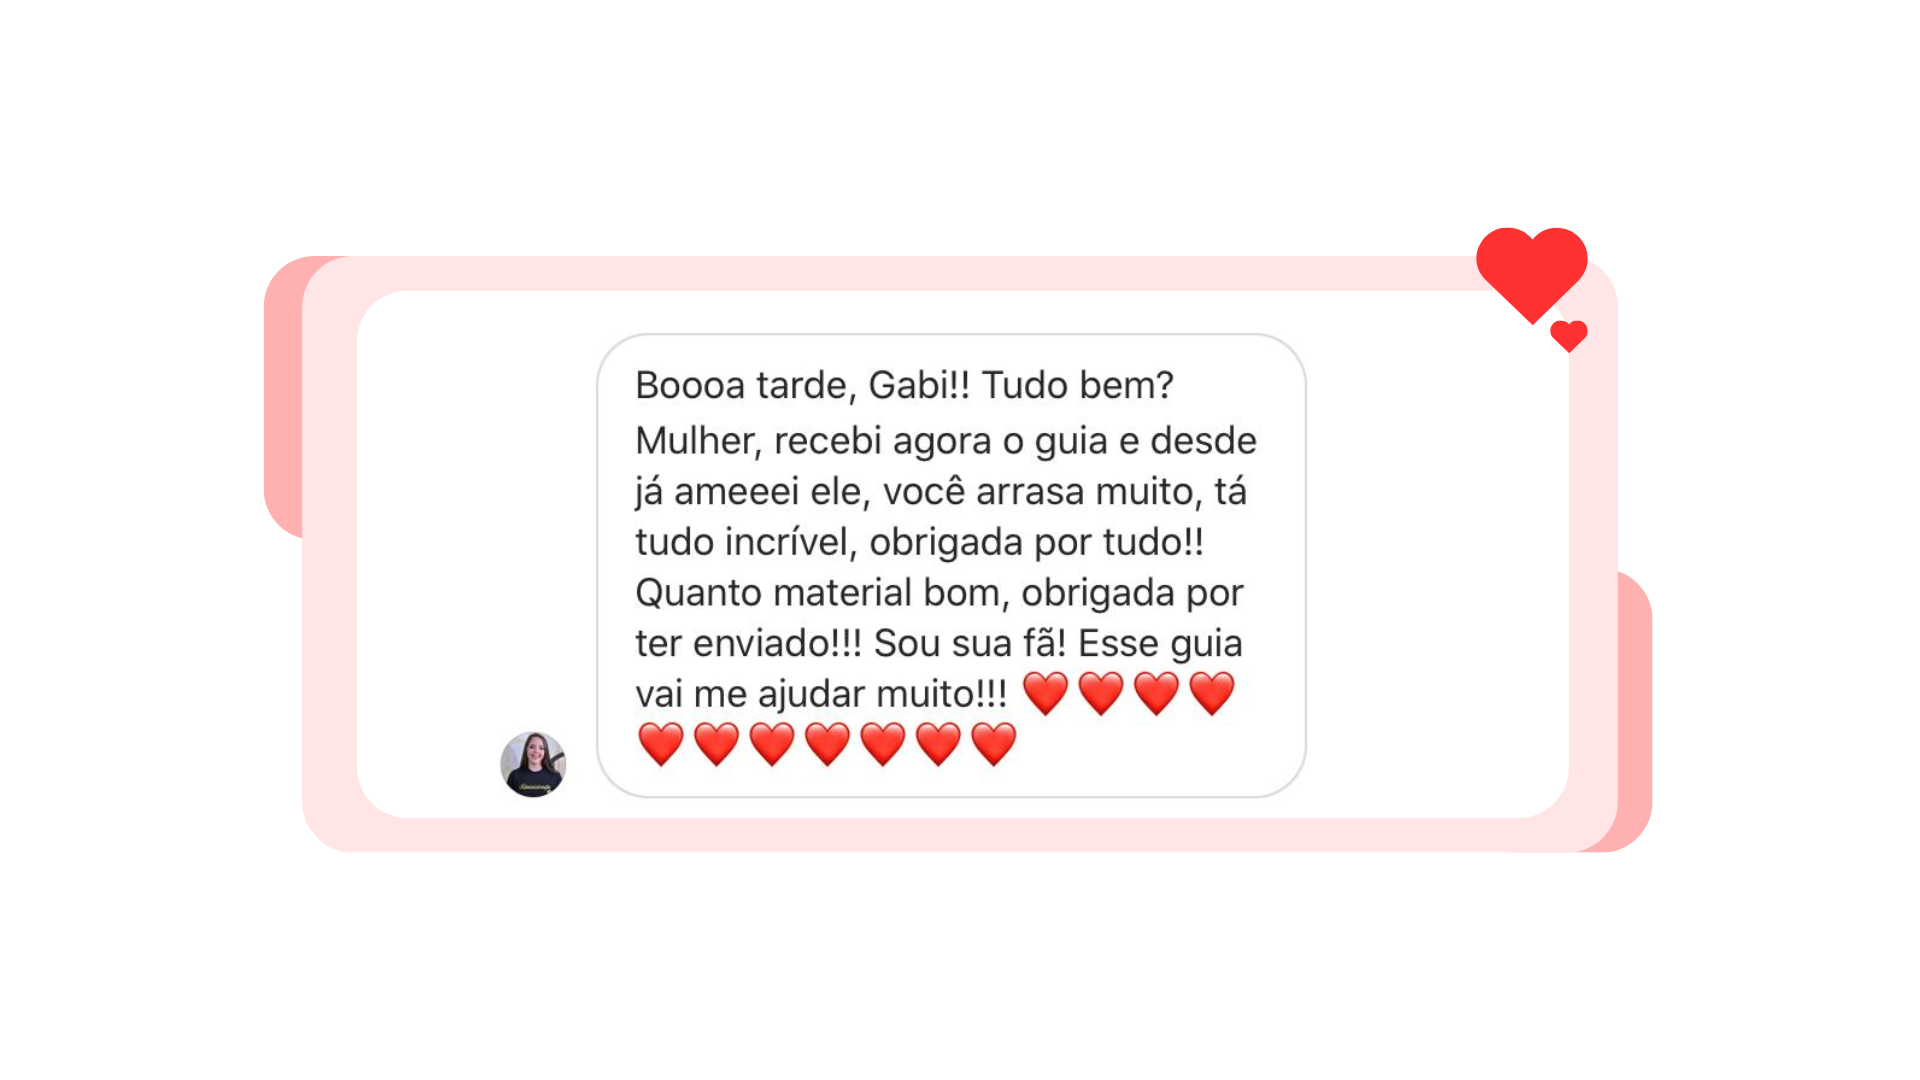 Boooa tarde, Gabi!! Tudo bem?
Mulher, recebi agora o guia e desde
já ameeei ele, você arrasa muito, tá
tudo incrível, obrigada por tudo!!
Quanto material bom, obrigada por
ter enviado!!! Sou sua fã! Esse guia
vai me ajudar muito!!! ❤️❤️❤️❤️
❤️❤️❤️❤️❤️❤️❤️